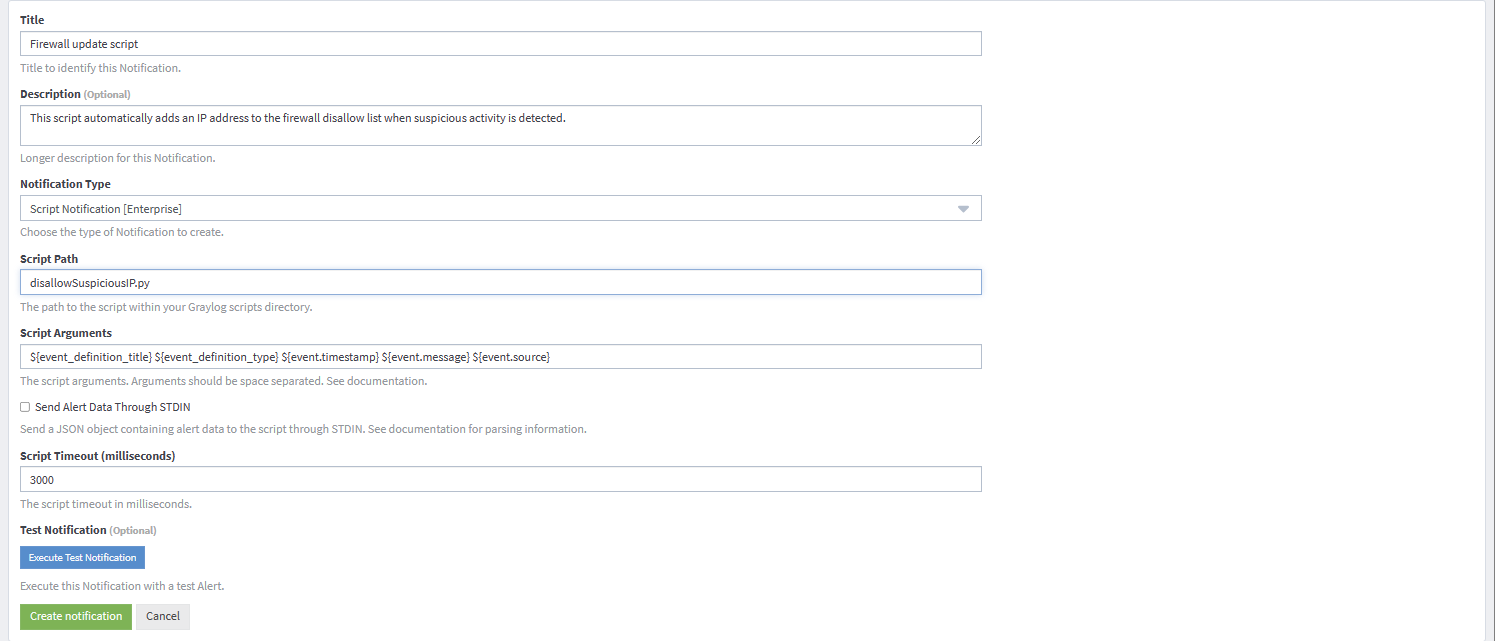 Title
Firewall update script
Title to identify this Notification.
Description (Optional)
This script automatically adds an IP address to the firewall disallow list when suspicious activity is detected.
Longer description for this Notification.
Notification Type
Script Notification [Enterprise]
Choose the type of Notification to create.
Script Path
disallowSuspiciousIP.py
The path to the script within your Graylog scripts directory.
Script Arguments
${event_definition_title} ${event_definition_type} ${event.timestamp} ${event.message} ${event.source}
The script arguments. Arguments should be space separated. See documentation.
Send Alert Data Through STDIN
Send a JSON object containing alert data to the script through STDIN. See documentation for parsing information.
Script Timeout (milliseconds)
3000
The script timeout in milliseconds.
Test Notification (Optional)
Execute Test Notification
Execute this Notification with a test Alert.
Create notification Cancel